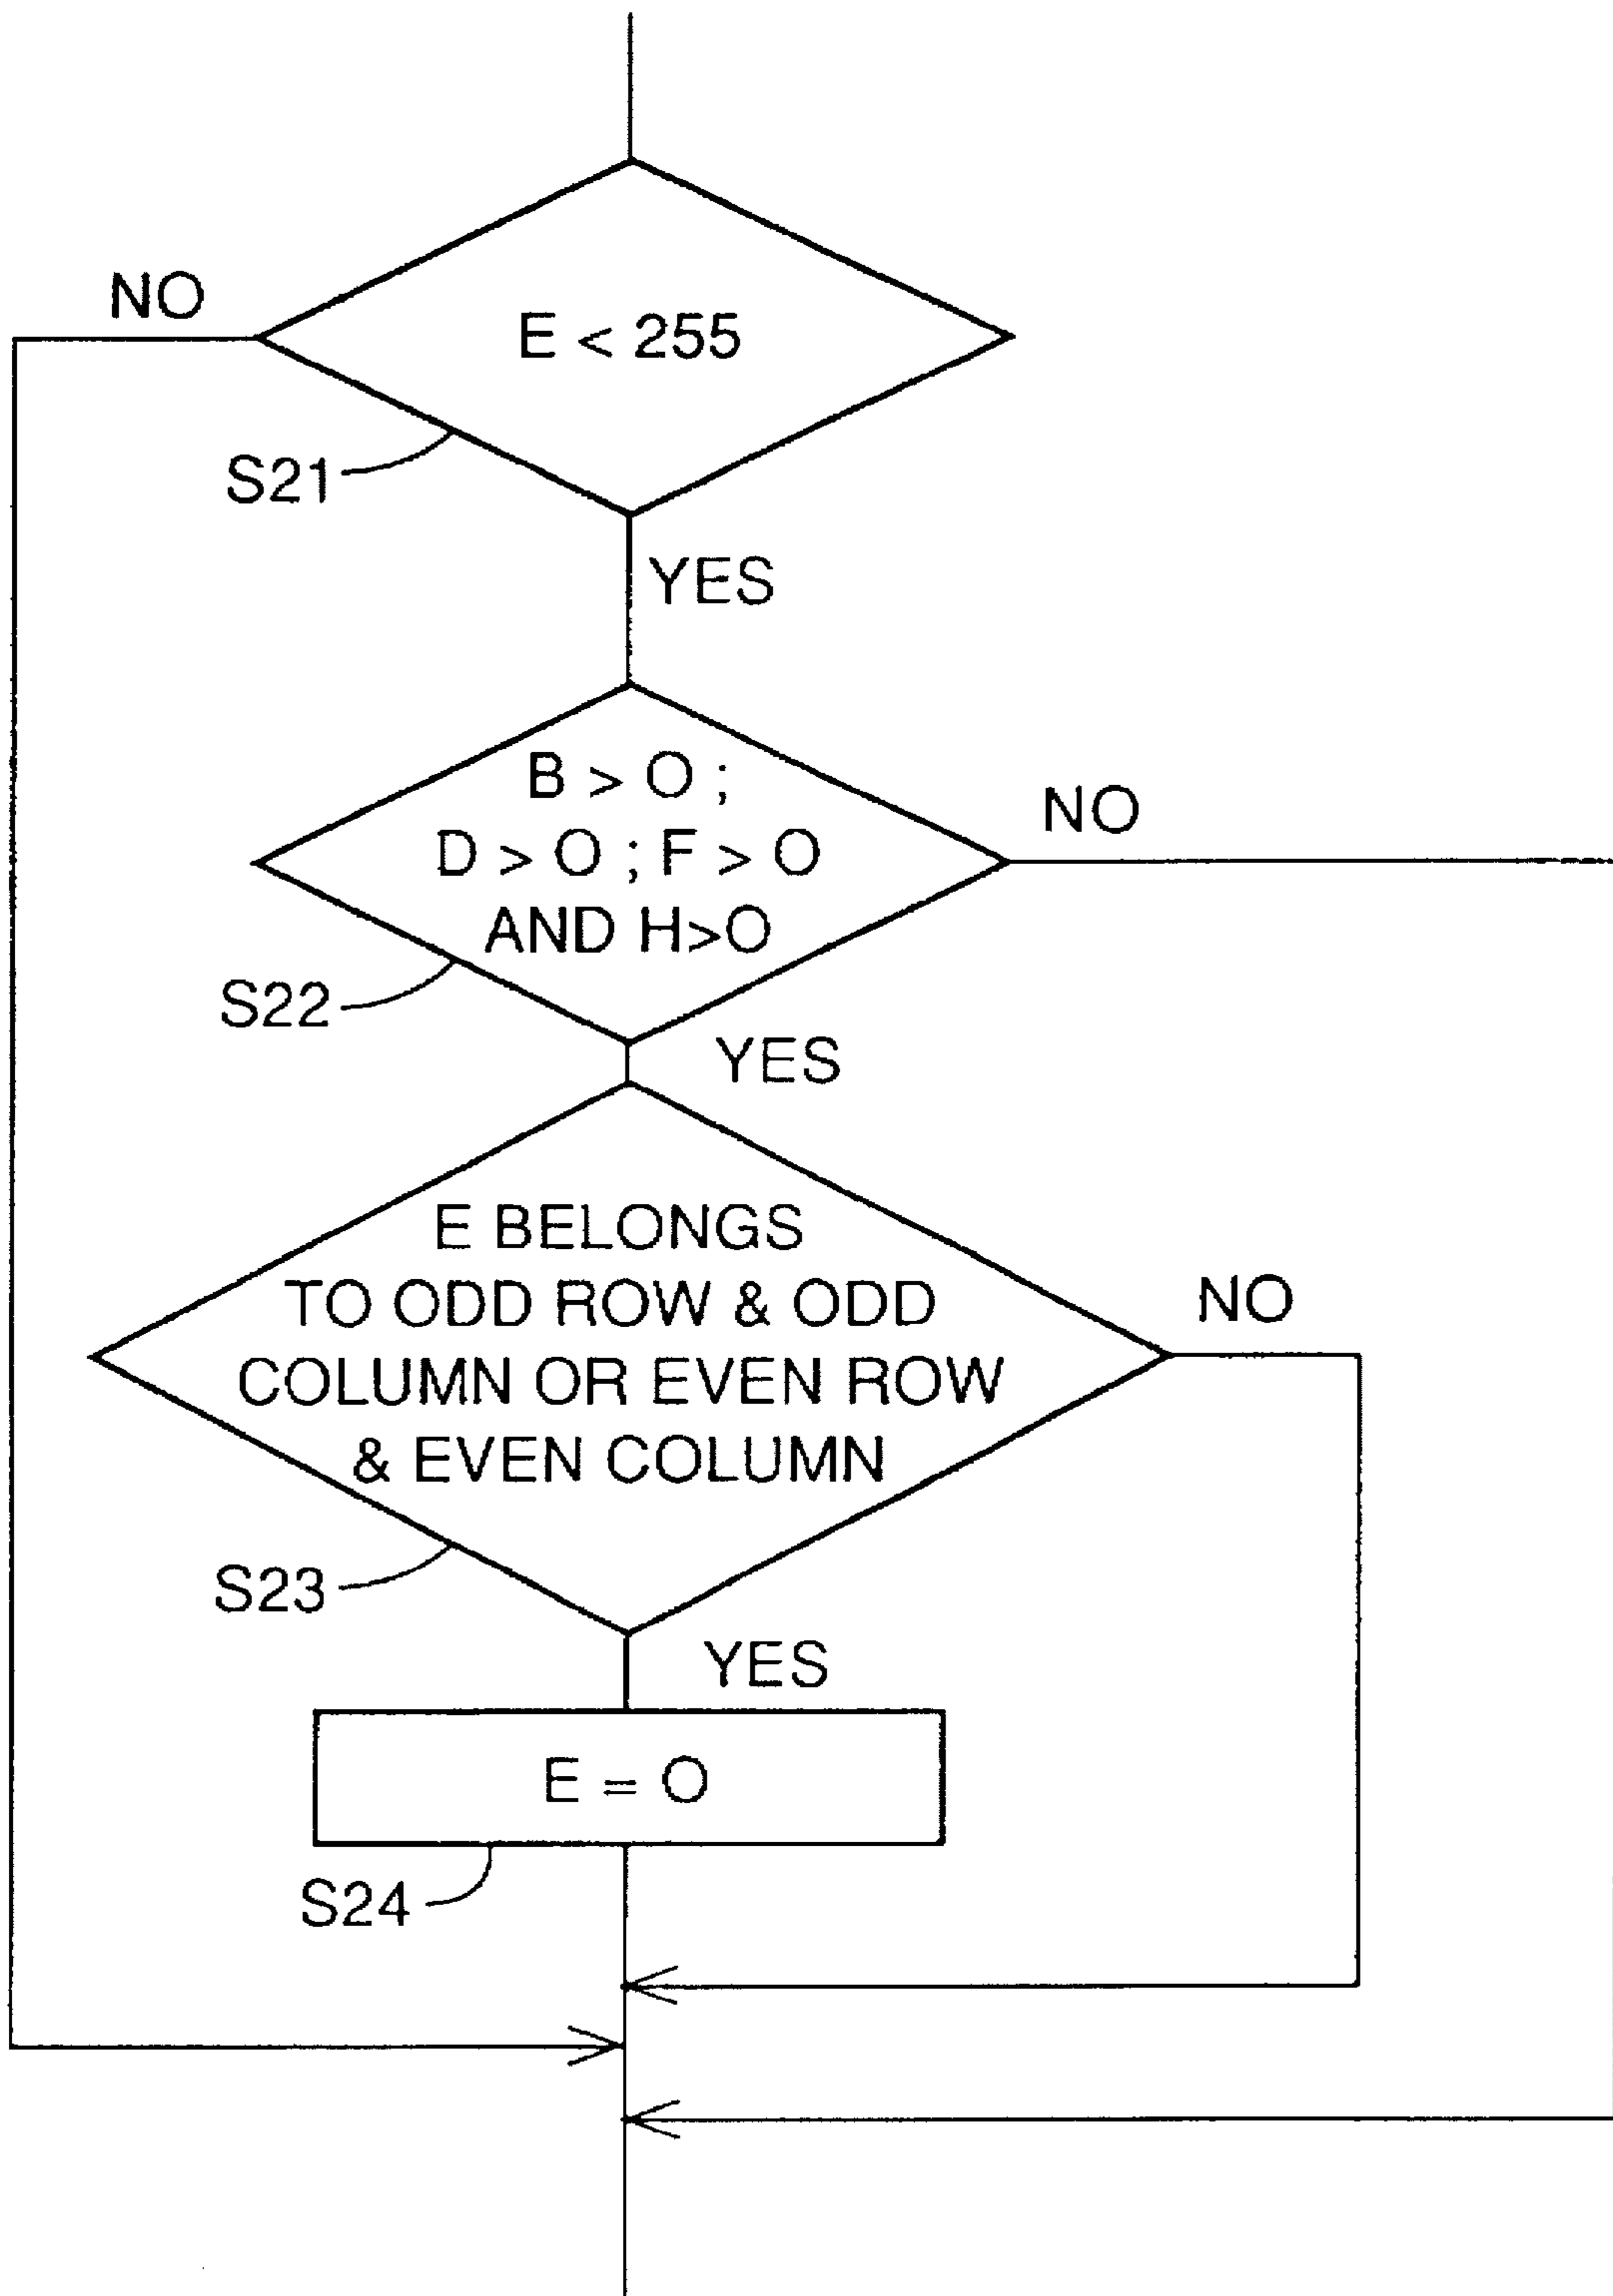 NO
E < 255
S21
YES
B > O ;
D > O ; F > O
AND H>O
NO
S22
YES
E BELONGS
TO ODD ROW & ODD
COLUMN OR EVEN ROW
& EVEN COLUMN
NO
S23
YES
E = O
S24